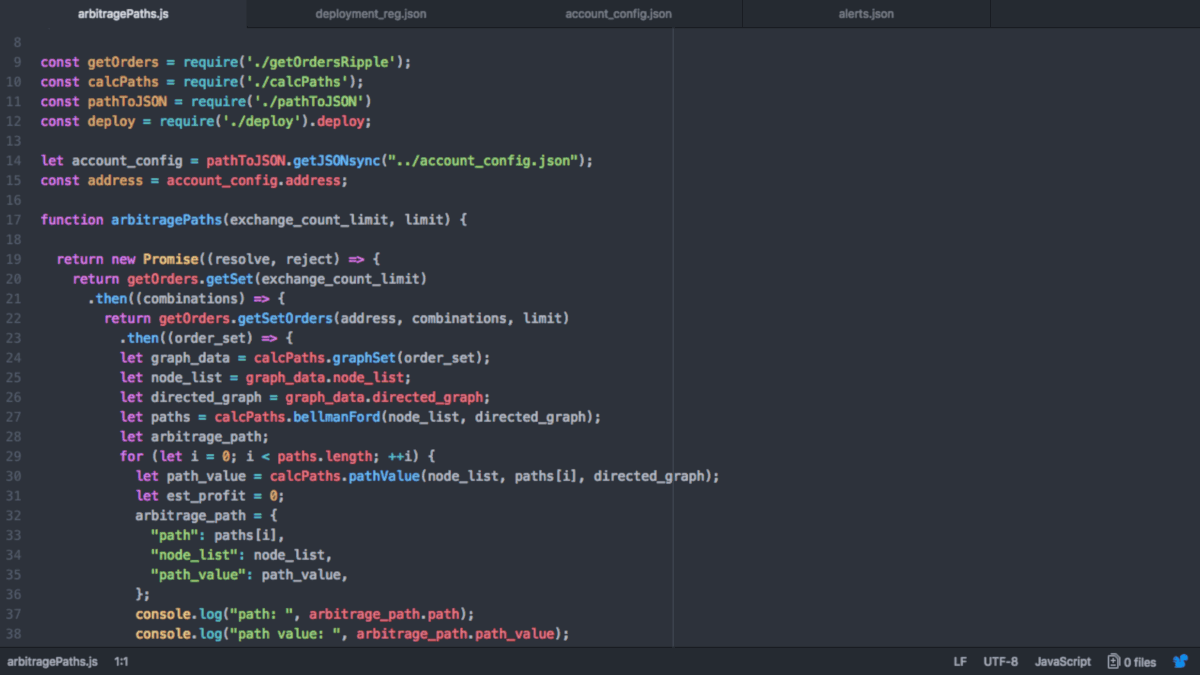 arbitragePaths.js deployment_reg.json account_config.json alerts.json
8
9 const getOrders = require('./getOrdersRipple');
10 const calcPaths = require('./calcPaths');
11 const pathToJSON = require('./pathToJSON')
12 const deploy = require('./deploy').deploy;
13
14 let account_config = pathToJSON.getJSONsync("../account_config.json");
15 const address = account_config.address;
16
17 function arbitragePaths(exchange_count_limit, limit) {
18
19 return new Promise((resolve, reject) => {
20 return getOrders.getSet(exchange_count_limit)
21 .then((combinations) => {
22 return getOrders.getSetOrders(address, combinations, limit)
23 .then((order_set) => {
24 let graph_data = calcPaths.graphSet(order_set);
25 let node_list = graph_data.node_list;
26 let directed_graph = graph_data.directed_graph;
27 let paths = calcPaths.bellmanFord(node_list, directed_graph);
28 let arbitrage_path;
29 for (let i = 0; i < paths.length; ++i) {
30 let path_value = calcPaths.pathValue(node_list, paths[i], directed_graph);
31 let est_profit = 0;
32 arbitrage_path = {
33 "path": paths[i],
34 "node_list": node_list,
35 "path_value": path_value,
36 };
37 console.log("path: ", arbitrage_path.path);
38 console.log("path value: ", arbitrage_path.path_value);
arbitragePaths.js 1:1 LF UTF-8 JavaScript 0 files